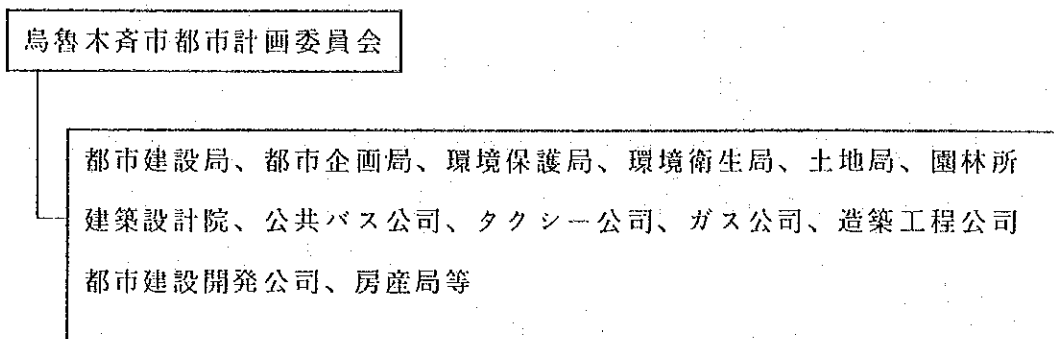 烏魯木斉市都市計画委員会
都市建設局、都市企画局、環境保護局、環境衛生局、土地局、園林所
建築設計院、公共バス公司、タクシー公司、ガス公司、造築工程公司
都市建設開発公司、房産局等